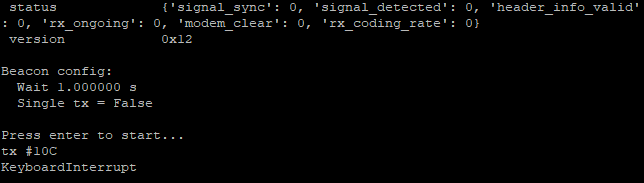 status                {'signal_sync': 0, 'signal_detected': 0, 'header_info_valid'
: 0, 'rx_ongoing': 0, 'modem_clear': 0, 'rx_coding_rate': 0}
version               0x12
Beacon config:
Wait 1.000000 s
Single tx = False
Press enter to start...
tx #10C
KeyboardInterrupt